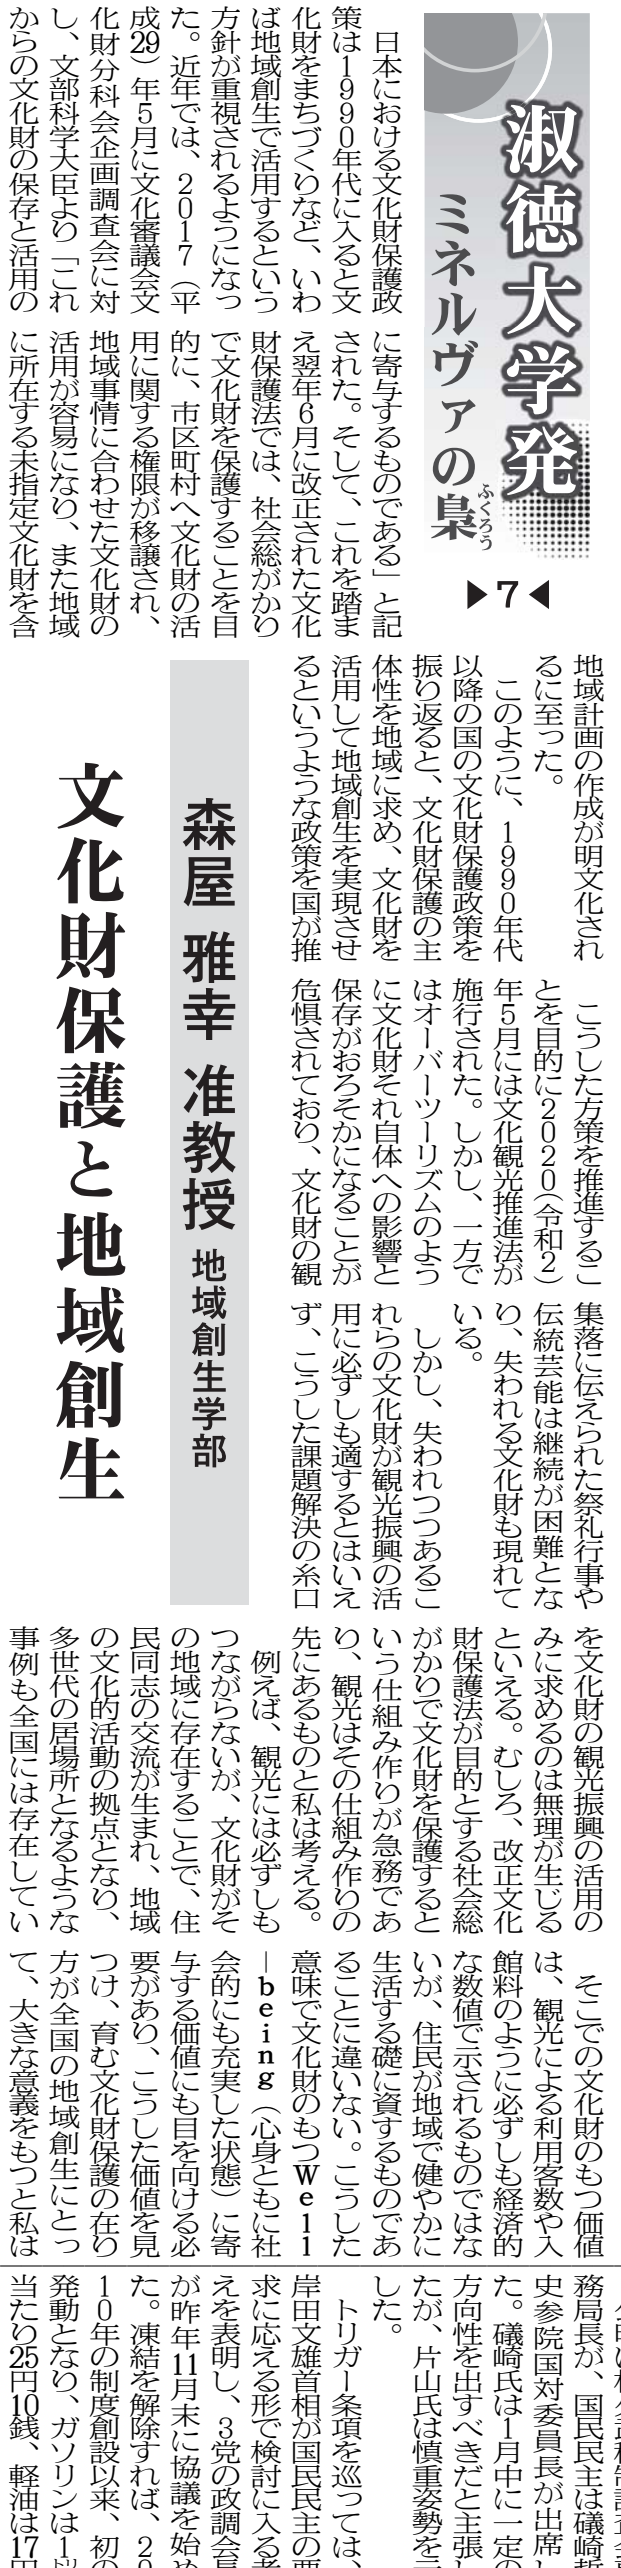 淑徳大学発
ミネルヴァの梟
ふくろう
▶7◀
日本における文化財保護政
策は1990年代に入ると文
化財をまちづくりなど、いわ
ば地域創生で活用するという
方針が重視されるようになっ
た。近年では、2017（平
成29）年5月に文化審議会文
化財分科会企画調査会に対
し、文部科学大臣より「これ
からの文化財の保存と活用の
に寄与するものである」と記
された。そして、これを踏ま
え翌年6月に改正された文化
財保護法では、社会総がかり
で文化財を保護することを目
的に、市区町村へ文化財の活
用に関する権限が移譲され、
地域事情に合わせた文化財の
活用が容易になり、また地域
に所在する未指定文化財を含
地域計画の作成が明文化され
るに至った。
このように、1990年代
以降の国の文化財保護政策を
振り返ると、文化財保護の主
体性を地域に求め、文化財を
活用して地域創生を実現させ
るというような政策を国が推
森屋 雅幸 准教授 地域創生学部
文化財保護と地域創生
こうした方策を推進するこ
とを目的に2020（令和2）
年5月には文化観光推進法が
施行された。しかし、一方で
はオーバーツーリズムのよう
に文化財それ自体への影響と
保存がおろそかになることが
危惧されており、文化財の観
集落に伝えられた祭礼行事や
伝統芸能は継続が困難とな
り、失われる文化財も現れて
いる。
しかし、失われつつあるこ
れらの文化財が観光振興の活
用に必ずしも適するとはいえ
ず、こうした課題解決の糸口
を文化財の観光振興の活用の
みに求めるのは無理が生じる
といえる。むしろ、改正文化
財保護法が目的とする社会総
がかりで文化財を保護すると
いう仕組み作りが急務であ
り、観光はその仕組み作りの
先にあるものと私は考える。
例えば、観光には必ずしも
つながらないが、文化財がそ
の地域に存在することで、住
民同志の交流が生まれ、地域
の文化的活動の拠点となり、
多世代の居場所となるような
事例も全国には存在してい
そこでの文化財のもつ価値
は、観光による利用客数や入
館料のように必ずしも経済的
な数値で示されるものではな
いが、住民が地域で健やかに
生活する礎に資するものであ
ることに違いない。こうした
意味で文化財のもつWell
－being（心身ともに社
会的にも充実した状態）に寄
与する価値にも目を向ける必
要があり、こうした価値を見
つけ、育む文化財保護の在り
方が全国の地域創生にとっ
て、大きな意義をもつと私は
務局長が、国民民主は礒崎哲
史参院国対委員長が出席し
た。礒崎氏は1月中に一定の
方向性を出すべきだと主張し
たが、片山氏は慎重姿勢を示
した。
トリガー条項を巡っては、
岸田文雄首相が国民民主の要
求に応える形で検討に入る考
えを表明し、3党の政調会長
が昨年11月末に協議を始め
た。凍結を解除すれば、20
10年の制度創設以来、初の
発動となり、ガソリンは1㍑
当たり25円10銭、軽油は17円